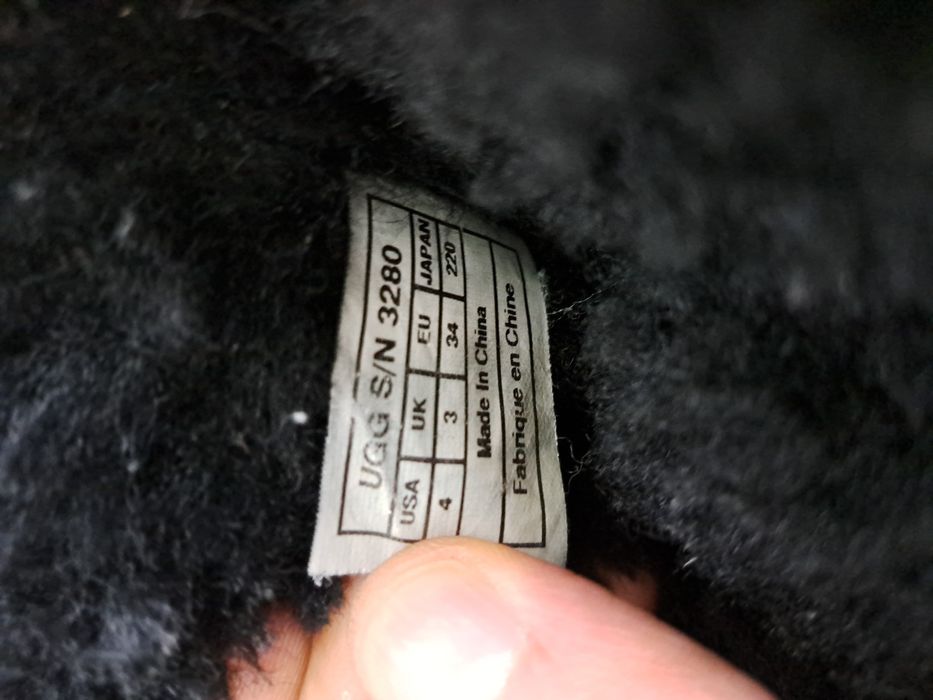 UGG S/N 3280
USA UK EU JAPAN
4 3 34 220
Made In China
Fabrique en Chine